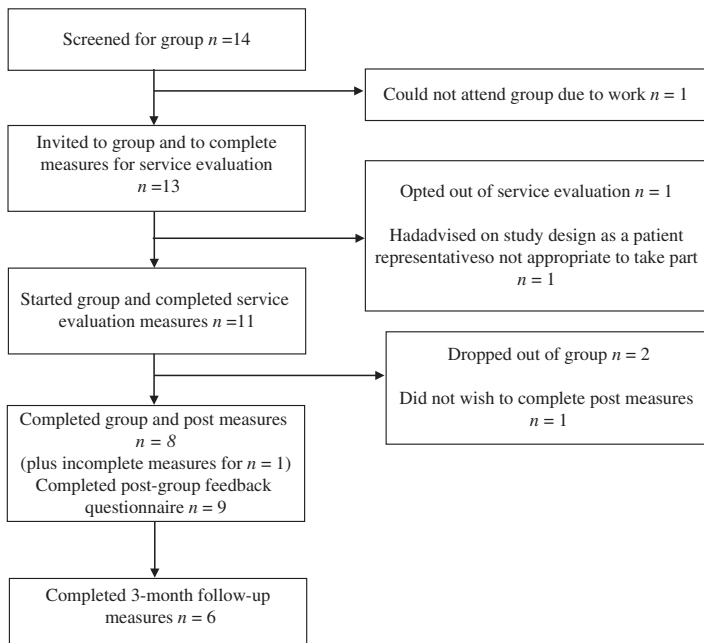 Screened for group n =14
Could not attend group due to work n = 1
Invited to group and to complete
measures for service evaluation
n =13
Opted out of service evaluation n = 1
Hadadvised on study design as a patient
representativeso not appropriate to take part
n = 1
Started group and completed service
evaluation measures n =11
Dropped out of group n = 2
Did not wish to complete post measures
n = 1
Completed group and post measures
n = 8
(plus incomplete measures for n = 1)
Completed post-group feedback
questionnaire n = 9
Completed 3-month follow-up
measures n = 6